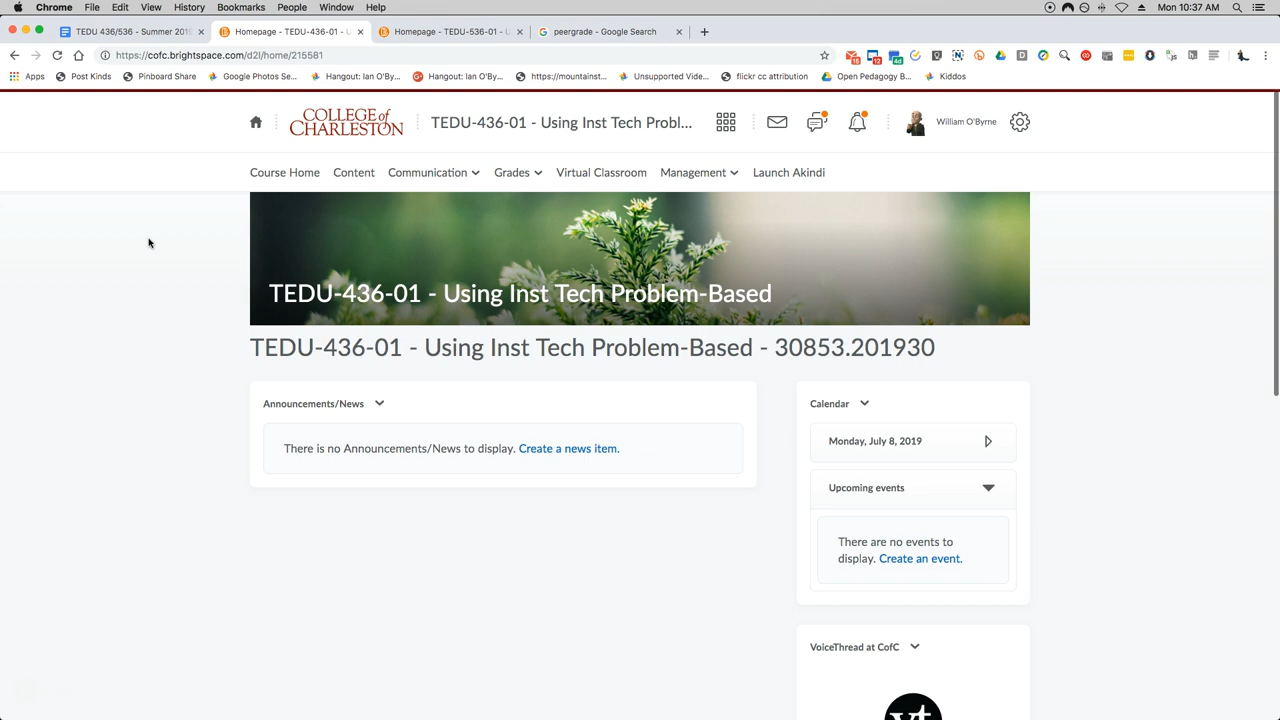 Chrome File Edit View History Bookmarks People Window Help Mon 10:37 AM
TEDU 436/536 - Summer 201 Homepage - TEDU-436-01 - U Homepage - TEDU-536-01 - U peergrade - Google Search
https://cofc.brightspace.com/d2l/home/215581
Apps Post Kinds Pinboard Share Google Photos Se... Hangout: Ian O'By... Hangout: Ian O'By... https://mountainst... Unsupported Vide... flickr cc attribution Open Pedagogy B... Kiddos
COLLEGE of CHARLESTON TEDU-436-01 - Using Inst Tech Probl... William O'Byrne
Course Home Content Communication Grades Virtual Classroom Management Launch Akindi
TEDU-436-01 - Using Inst Tech Problem-Based
TEDU-436-01 - Using Inst Tech Problem-Based - 30853.201930
Announcements/News
There is no Announcements/News to display. Create a news item.
Calendar
Monday, July 8, 2019
Upcoming events
There are no events to
display. Create an event.
VoiceThread at CofC
vt